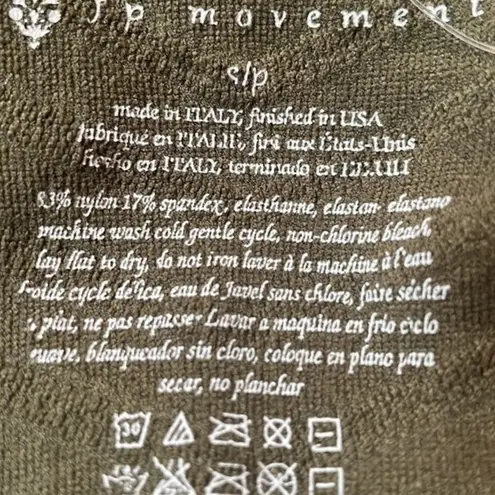 fp movement
s/p
made in ITALY, finished in USA
fabriqué en ITALIE, fini aux États-Unis
hecho en ITALY, terminado en EE.UU
83% nylon 17% spandex, elasthanne, elastan- elastano
machine wash cold gentle cycle, non-chlorine bleach,
lay flat to dry, do not iron laver à la machine à l'eau
froide cycle délica, eau de Javel sans chlore, faire sécher
à plat, ne pas repasser Lavar a maquina en frio ciclo
suave, blanqueador sin cloro, coloque en plano para
secar, no planchar
30